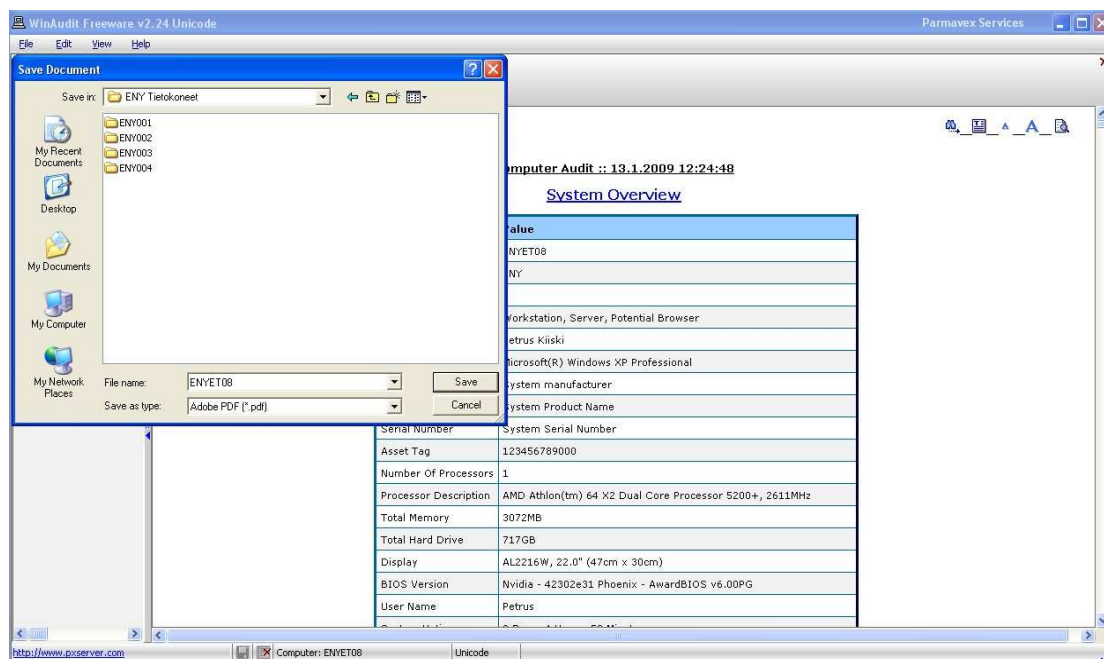 WinAudit Freeware v2.24 Unicode
Parmavex Services
File Edit View Help
Save Document
Save in: ENY Tietokoneet
ENY001
ENY002
ENY003
ENY004
My Recent Documents
Desktop
My Documents
My Computer
My Network Places
File name: ENYET08
Save
Save as type: Adobe PDF (*.pdf)
Cancel
A A
omputer Audit :: 13.1.2009 12:24:48
System Overview
alue
NYET08
NY
Workstation, Server, Potential Browser
etrus Kiiski
Microsoft(R) Windows XP Professional
System manufacturer
System Product Name
Serial Number System Serial Number
Asset Tag 123456789000
Number Of Processors 1
Processor Description AMD Athlon(tm) 64 X2 Dual Core Processor 5200+, 2611MHz
Total Memory 3072MB
Total Hard Drive 717GB
Display AL2216W, 22.0" (47cm x 30cm)
BIOS Version Nvidia - 42302e31 Phoenix - AwardBIOS v6.00PG
User Name Petrus
http://www.pxserver.com
Computer: ENYET08
Unicode